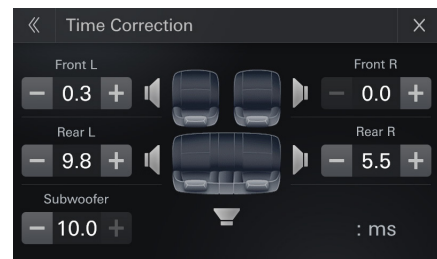 Time Correction
Front L
Front R
− 0.3 +
− 0.0 +
Rear L
Rear R
− 9.8 +
− 5.5 +
Subwoofer
− 10.0 +
: ms